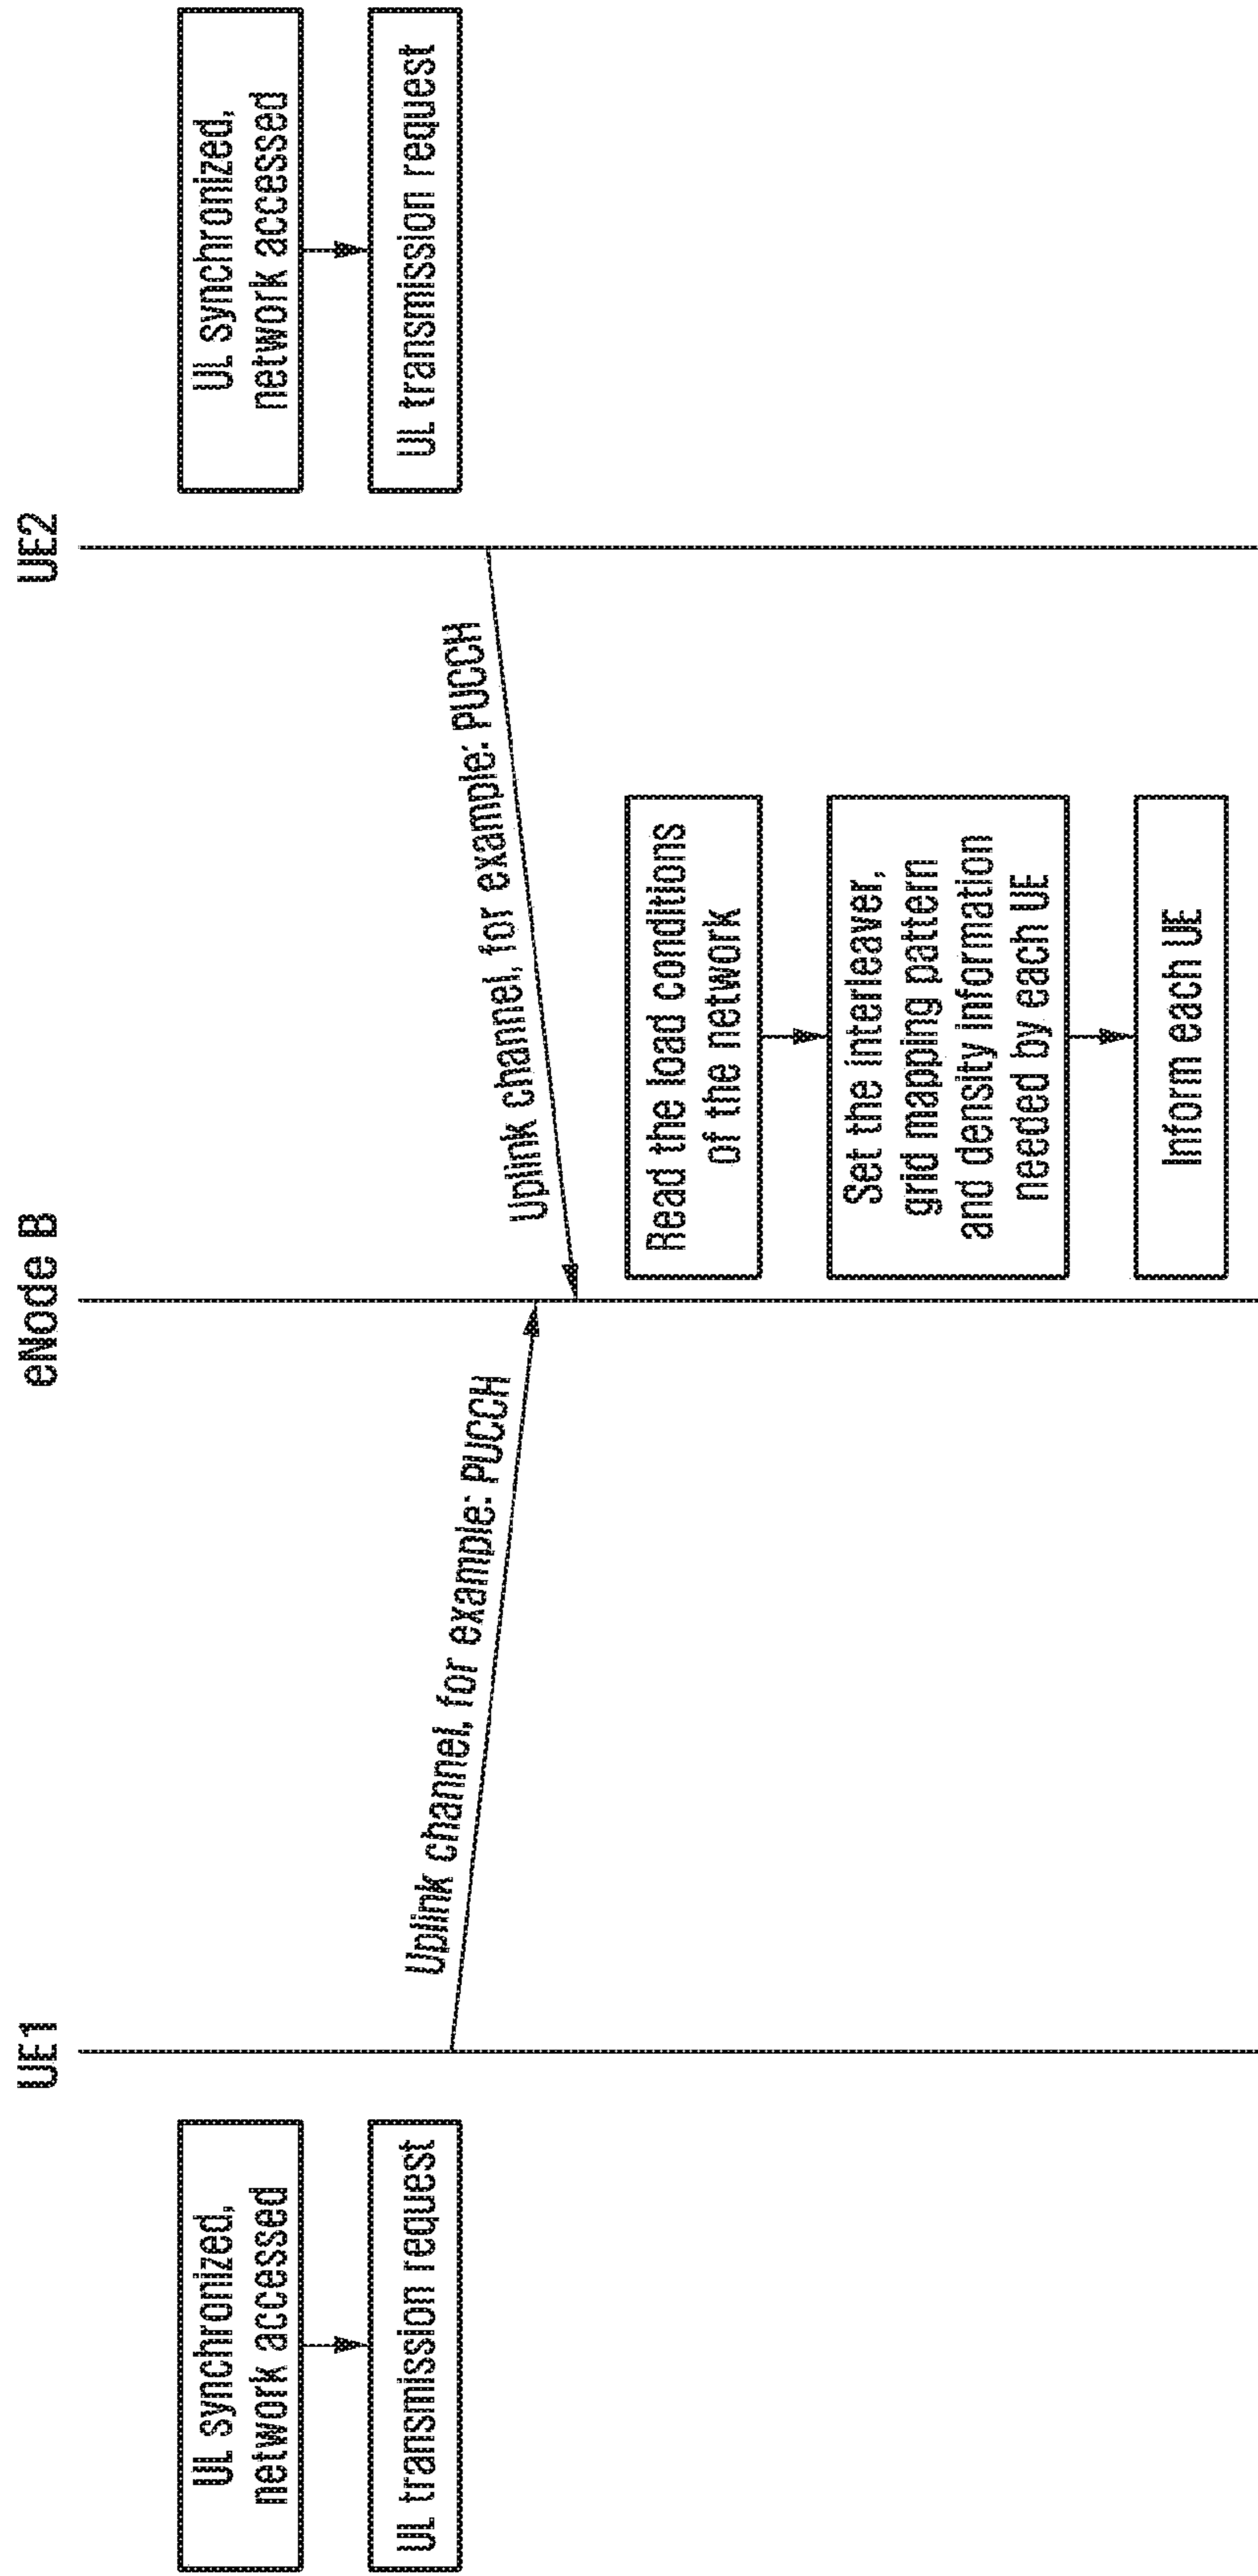 UE1
eNode B
UE2
UL synchronized,
network accessed
UL synchronized,
network accessed
UL transmission request
UL transmission request
Uplink channel, for example: PUCCH
Uplink channel, for example: PUCCH
Read the load conditions
of the network
Set the interleaver,
grid mapping pattern
and density information
needed by each UE
Inform each UE